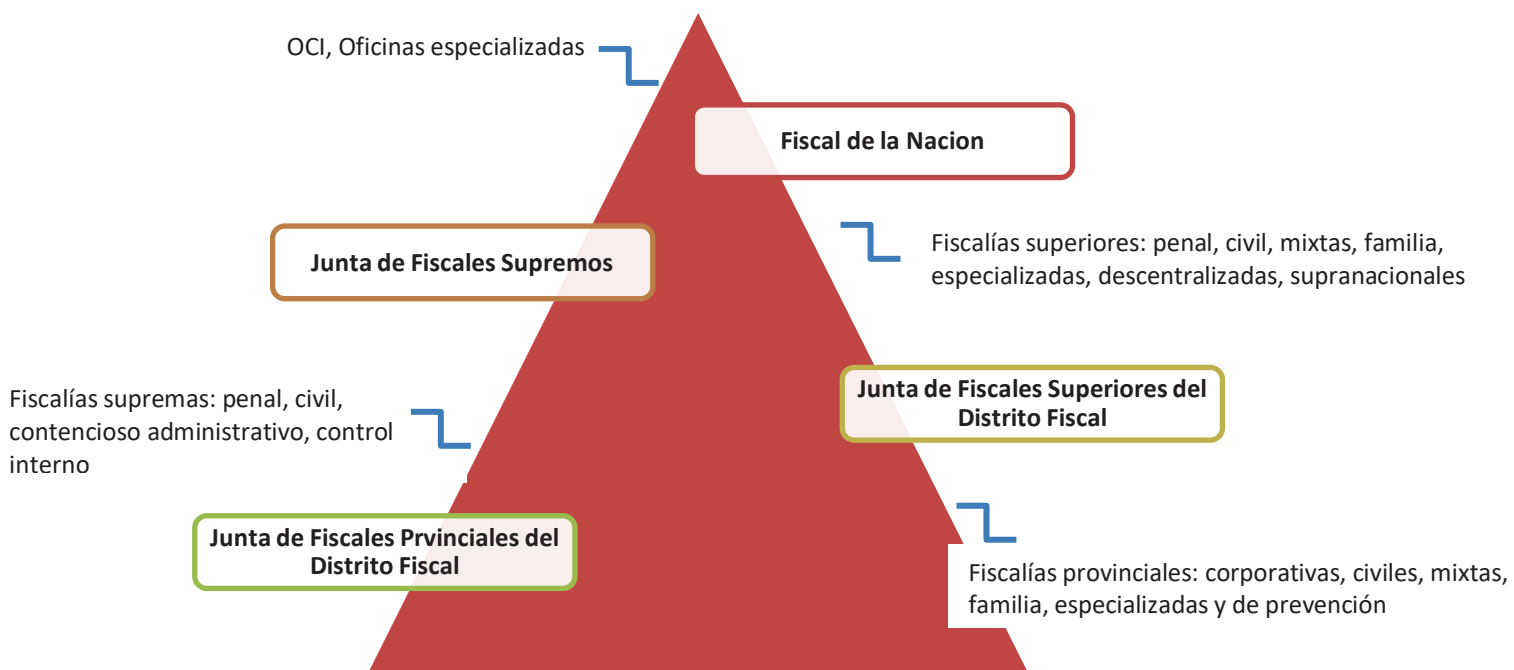 OCI, Oficinas especializadas
Fiscal de la Nacion
Junta de Fiscales Supremos
Fiscalías superiores: penal, civil, mixtas, familia,
especializadas, descentralizadas, supranacionales
Junta de Fiscales Superiores del
Distrito Fiscal
Fiscalías supremas: penal, civil,
contencioso administrativo, control
interno
Junta de Fiscales Prvinciales del
Distrito Fiscal
Fiscalías provinciales: corporativas, civiles, mixtas,
familia, especializadas y de prevención